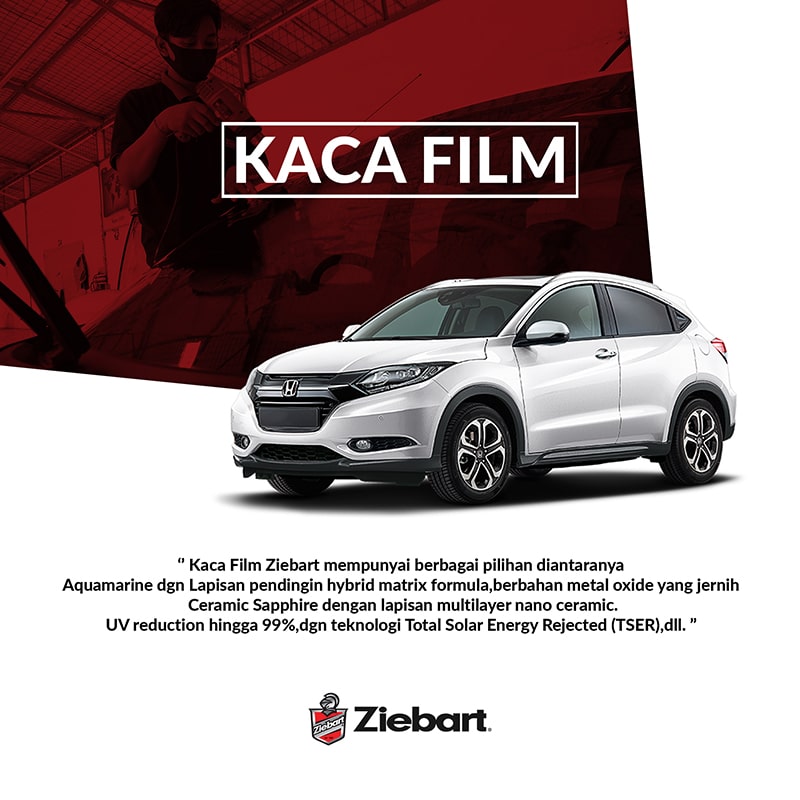 KACA FILM
“ Kaca Film Ziebart mempunyai berbagai pilihan diantaranya
Aquamarine dgn Lapisan pendingin hybrid matrix formula,berbahan metal oxide yang jernih
Ceramic Sapphire dengan lapisan multilayer nano ceramic.
UV reduction hingga 99%,dgn teknologi Total Solar Energy Rejected (TSER),dll. ”
Ziebart Ziebart.